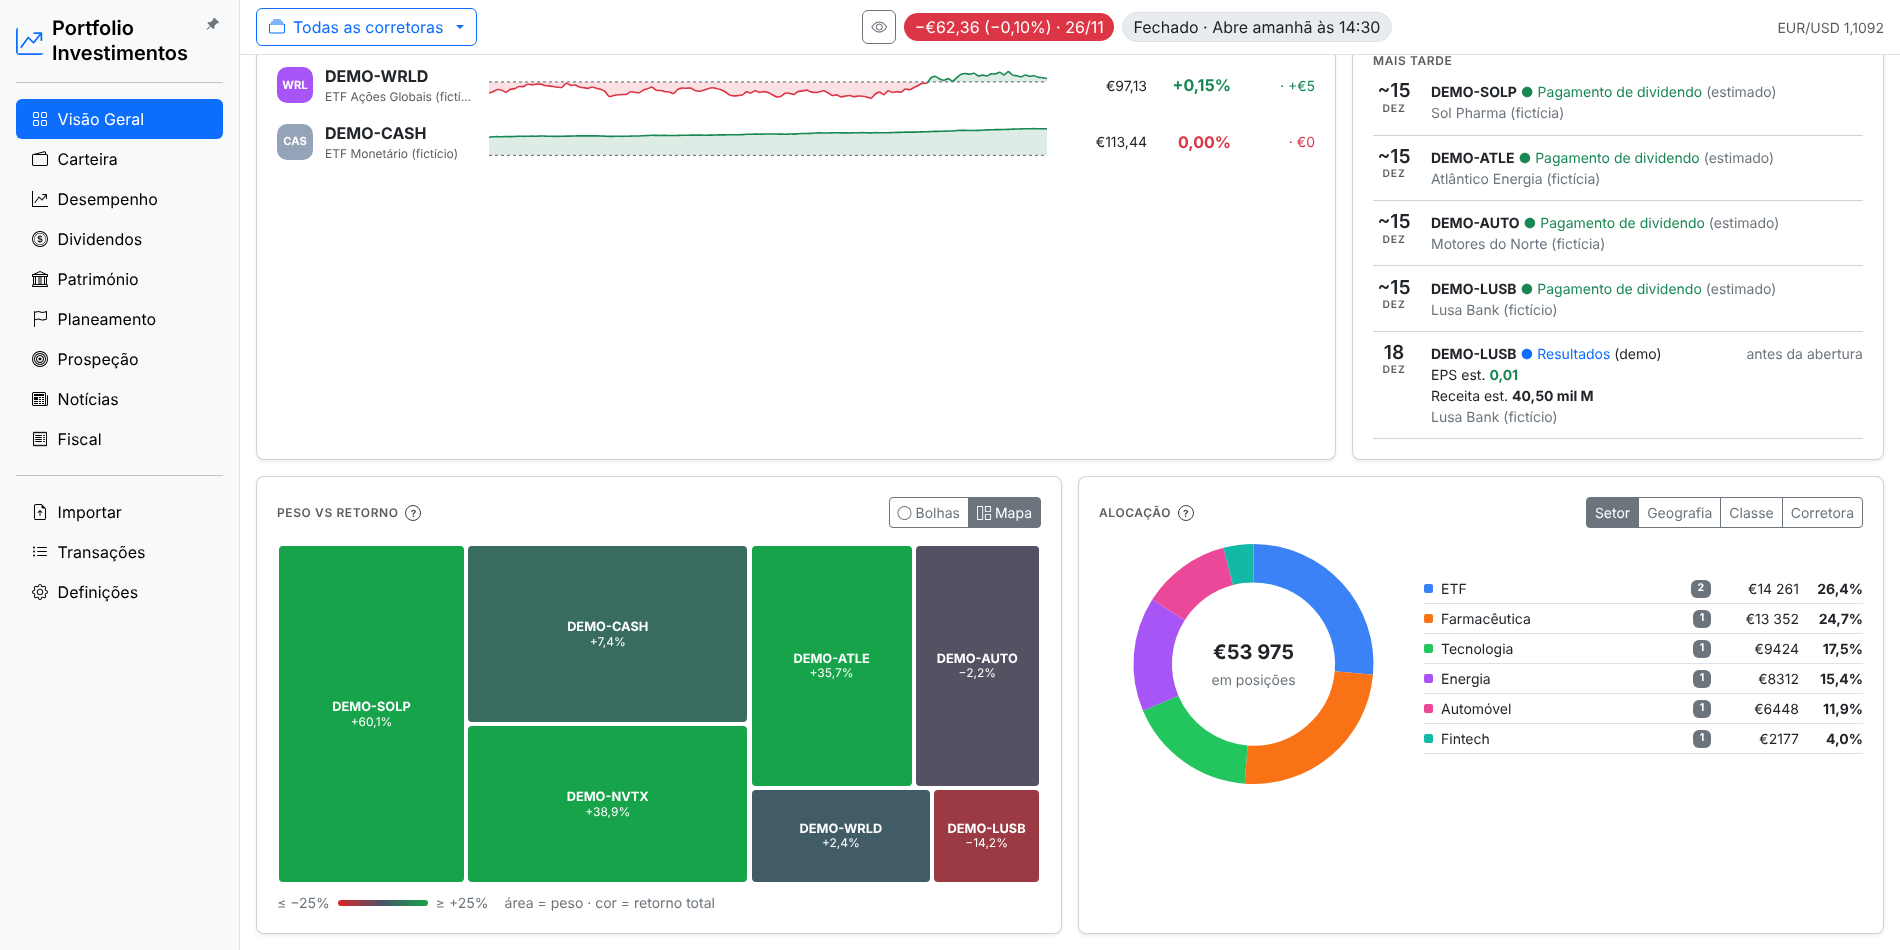 Portfolio
Investimentos
Visão Geral
Carteira
Desempenho
Dividendos
Património
Planeamento
Prospeção
Notícias
Fiscal
Importar
Transações
Definições
Todas as corretoras
−€62,36 (−0,10%) · 26/11
Fechado · Abre amanhã às 14:30
EUR/USD 1,1092
WRL
DEMO-WRLD
ETF Ações Globais (fictí...
€97,13
+0,15%
· +€5
CAS
DEMO-CASH
ETF Monetário (fictício)
€113,44
0,00%
· €0
MAIS TARDE
~15
DEZ
DEMO-SOLP ● Pagamento de dividendo (estimado)
Sol Pharma (fictícia)
~15
DEZ
DEMO-ATLE ● Pagamento de dividendo (estimado)
Atlântico Energia (fictícia)
~15
DEZ
DEMO-AUTO ● Pagamento de dividendo (estimado)
Motores do Norte (fictícia)
~15
DEZ
DEMO-LUSB ● Pagamento de dividendo (estimado)
Lusa Bank (fictício)
18
DEZ
DEMO-LUSB ● Resultados (demo)
antes da abertura
EPS est. 0,01
Receita est. 40,50 mil M
Lusa Bank (fictício)
PESO VS RETORNO ?
Bolhas
Mapa
DEMO-SOLP
+60,1%
DEMO-CASH
+7,4%
DEMO-NVTX
+38,9%
DEMO-ATLE
+35,7%
DEMO-AUTO
−2,2%
DEMO-WRLD
+2,4%
DEMO-LUSB
−14,2%
≤ −25%
≥ +25%
área = peso · cor = retorno total
ALOCAÇÃO ?
Setor
Geografia
Classe
Corretora
€53 975
em posições
ETF 2 €14 261 26,4%
Farmacêutica 1 €13 352 24,7%
Tecnologia 1 €9424 17,5%
Energia 1 €8312 15,4%
Automóvel 1 €6448 11,9%
Fintech 1 €2177 4,0%